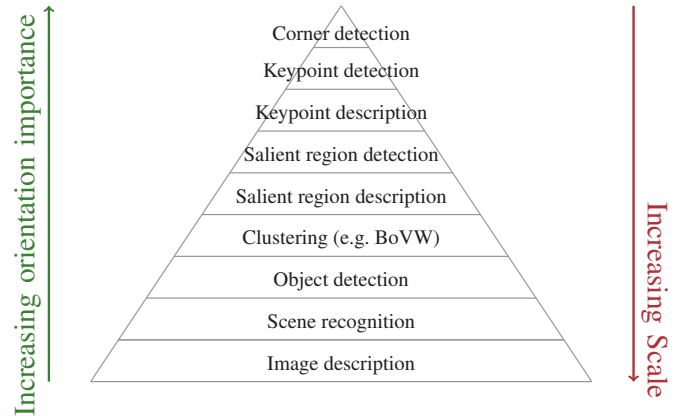 Increasing orientation importance
Corner detection
Keypoint detection
Keypoint description
Salient region detection
Salient region description
Clustering (e.g. BoVW)
Object detection
Scene recognition
Image description
Increasing Scale